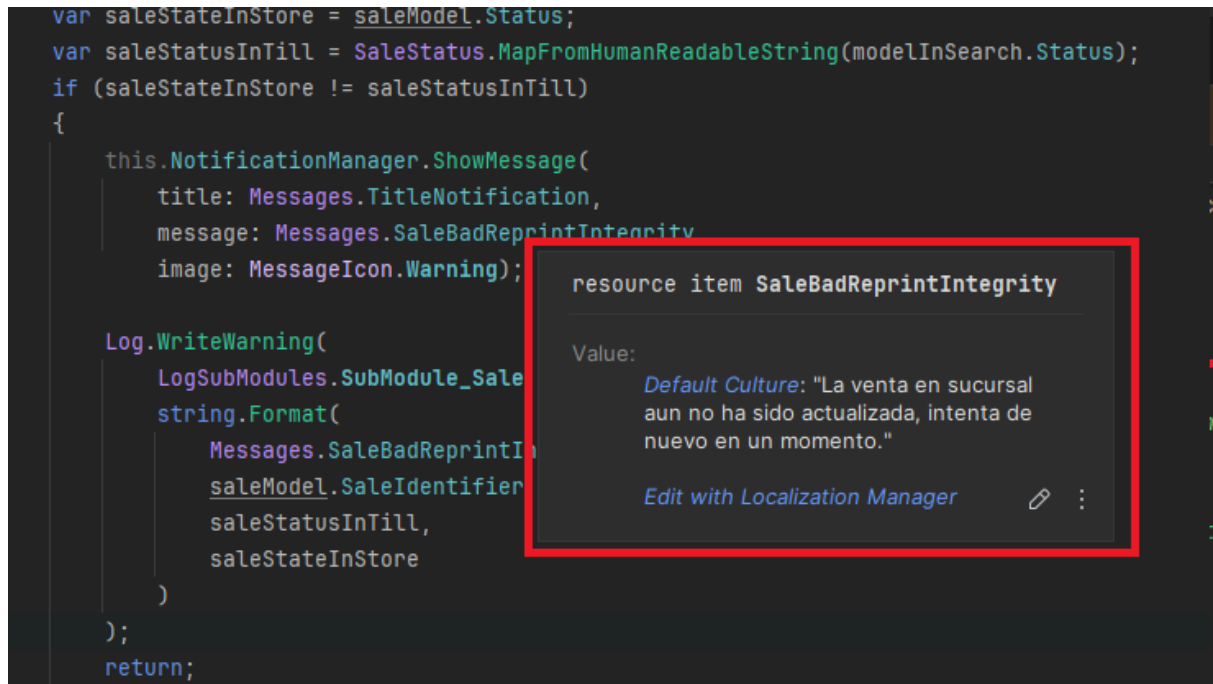 var saleStateInStore = saleModel.Status;
var saleStatusInTill = SaleStatus.MapFromHumanReadableString(modelInSearch.Status);
if (saleStateInStore != saleStatusInTill)
{
this.NotificationManager.ShowMessage(
title: Messages.TitleNotification,
message: Messages.SaleBadReprintIntegrity
image: MessageIcon.Warning);
resource item SaleBadReprintIntegrity
Value:
Default Culture: "La venta en sucursal
aun no ha sido actualizada, intenta de
nuevo en un momento."
Edit with Localization Manager
Log.WriteWarning(
LogSubModules.SubModule_Sale
string.Format(
Messages.SaleBadReprintIn
saleModel.SaleIdentifier
saleStatusInTill,
saleStateInStore
)
);
return;